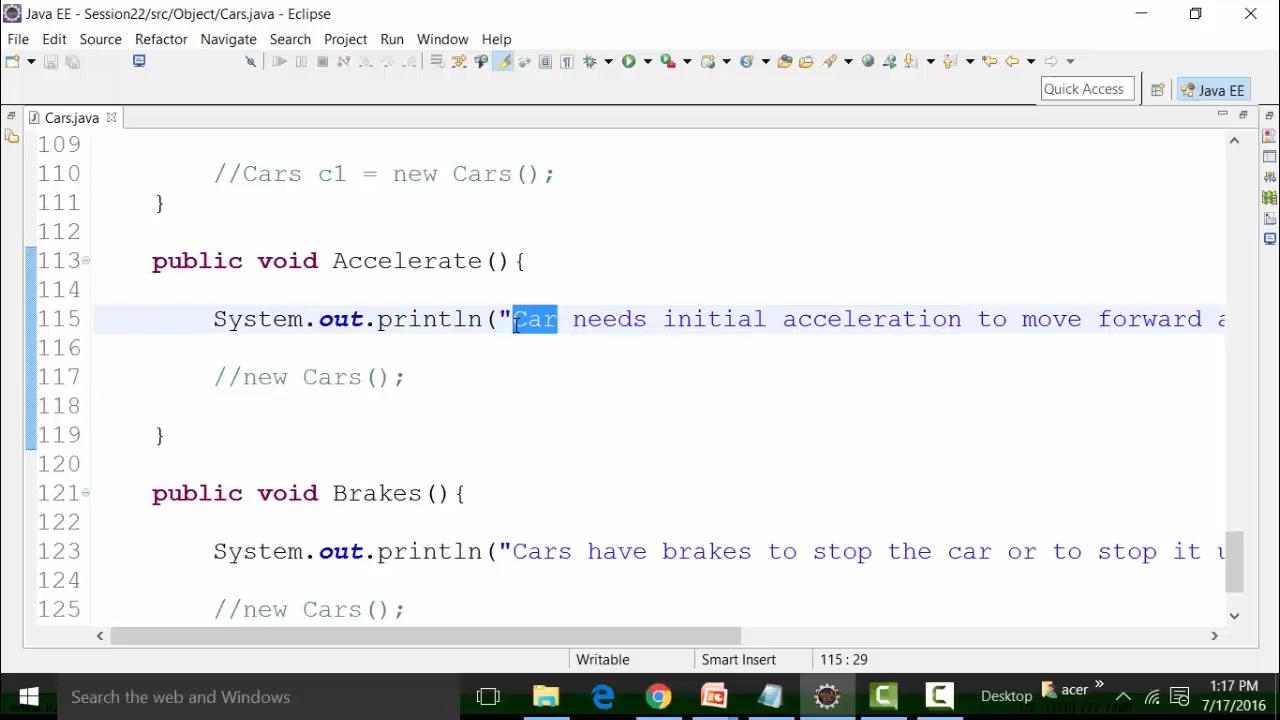 Java EE - Session22/src/Object/Cars.java - Eclipse
File Edit Source Refactor Navigate Search Project Run Window Help
Quick Access Java EE
Cars.java
109
110 //Cars c1 = new Cars();
111 }
112
113 public void Accelerate(){
114
115 System.out.println("Car needs initial acceleration to move forward a
116
117 //new Cars();
118
119 }
120
121 public void Brakes(){
122
123 System.out.println("Cars have brakes to stop the car or to stop it u
124
125 //new Cars();
Writable Smart Insert 115 : 29
Search the web and Windows Desktop acer » 1:17 PM
7/17/2016